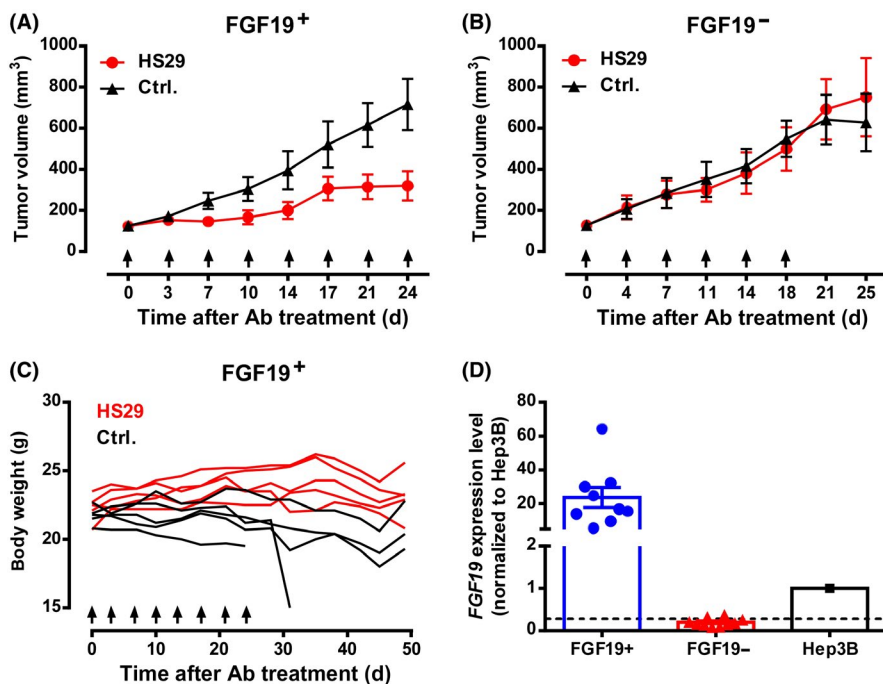 (A)
FGF19+
HS29
Ctrl.
Tumor volume (mm3)
1000
800
600
400
200
0
0 3 7 10 14 17 21 24
Time after Ab treatment (d)
(B)
FGF19−
HS29
Ctrl.
Tumor volume (mm3)
1000
800
600
400
200
0
0 4 7 11 14 18 21 25
Time after Ab treatment (d)
(C)
FGF19+
HS29
Ctrl.
Body weight (g)
30
25
20
15
0 10 20 30 40 50
Time after Ab treatment (d)
(D)
FGF19 expression level
(normalized to Hep3B)
80
60
40
20
2
1
0
FGF19+ FGF19− Hep3B